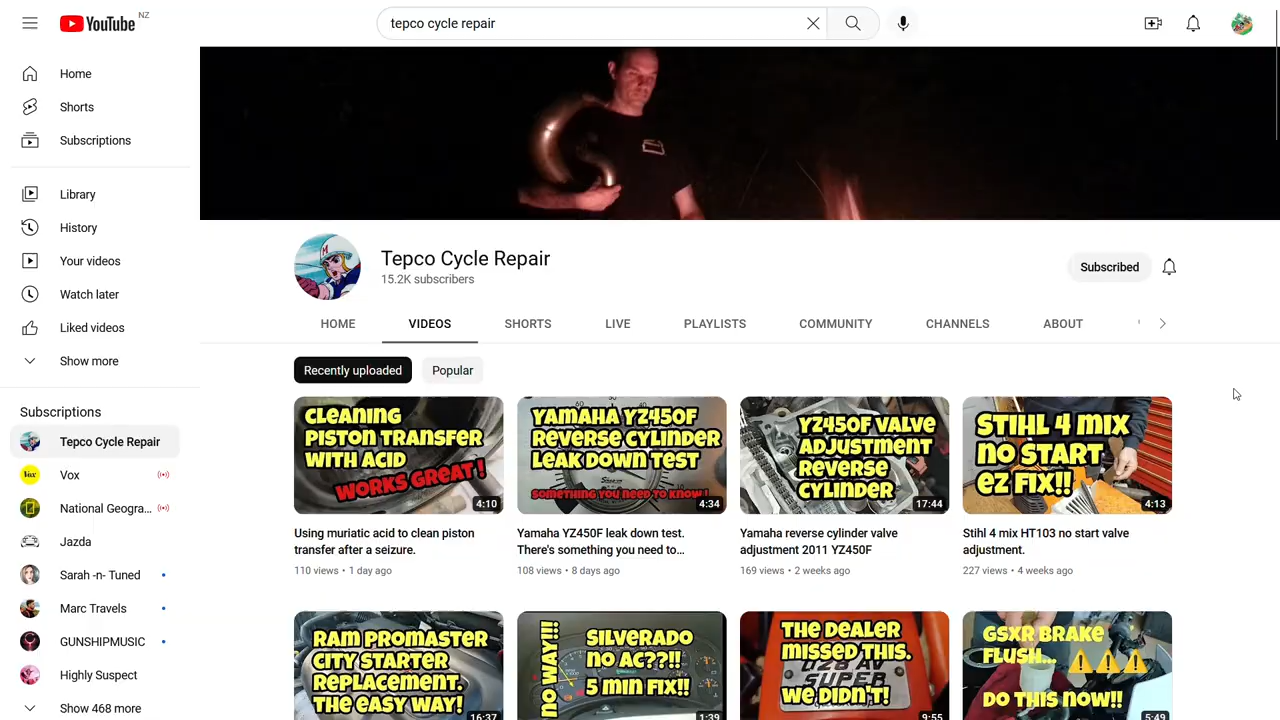 YouTube NZ
tepco cycle repair
Home
Shorts
Subscriptions
Library
History
Your videos
Watch later
Liked videos
Show more
Subscriptions
Tepco Cycle Repair
Vox
National Geogra...
Jazda
Sarah -n- Tuned
Marc Travels
GUNSHIPMUSIC
Highly Suspect
Show 468 more
Tepco Cycle Repair
15.2K subscribers
Subscribed
HOME VIDEOS SHORTS LIVE PLAYLISTS COMMUNITY CHANNELS ABOUT
Recently uploaded Popular
CLEANING
PISTON TRANSFER
WITH ACID
WORKS GREAT!
4:10
Using muriatic acid to clean piston
transfer after a seizure.
110 views • 1 day ago
YAMAHA YZ450F
REVERSE CYLINDER
LEAK DOWN TEST
SOMETHING YOU NEED TO KNOW!
4:34
Yamaha YZ450F leak down test.
There's something you need to...
108 views • 8 days ago
YZ450F VALVE
ADJUSTMENT
REVERSE
CYLINDER
17:44
Yamaha reverse cylinder valve
adjustment 2011 YZ450F
169 views • 2 weeks ago
STIHL 4 MIX
NO START
EZ FIX!!
4:13
Stihl 4 mix HT103 no start valve
adjustment.
227 views • 4 weeks ago
RAM PROMASTER
CITY STARTER
REPLACEMENT.
THE EASY WAY!
16:37
NO WAY!!!
SILVERADO
NO AC??!!
5 MIN FIX!!
1:39
THE DEALER
MISSED THIS.
SUPER
WE DIDN'T!
9:55
GSXR BRAKE
FLUSH...
DO THIS NOW!!
5:49